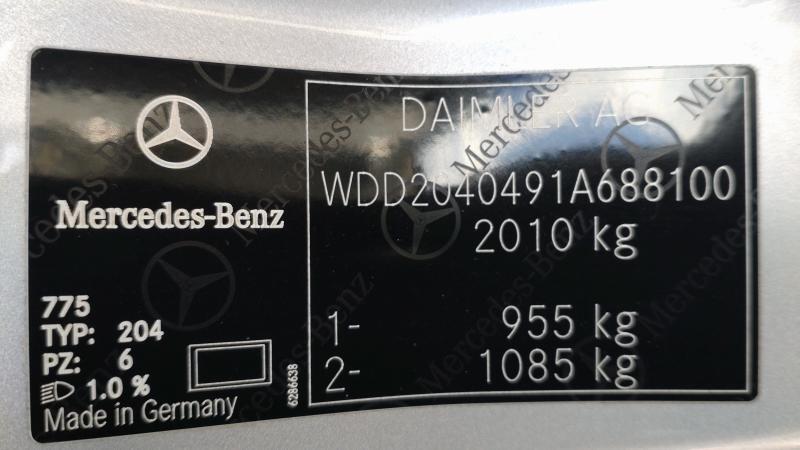 Mercedes-Benz
775
TYP: 204
PZ: 6
1.0 %
Made in Germany
6286638
DAIMLER AG
WDD2040491A688100
2010 kg
1- 955 kg
2- 1085 kg